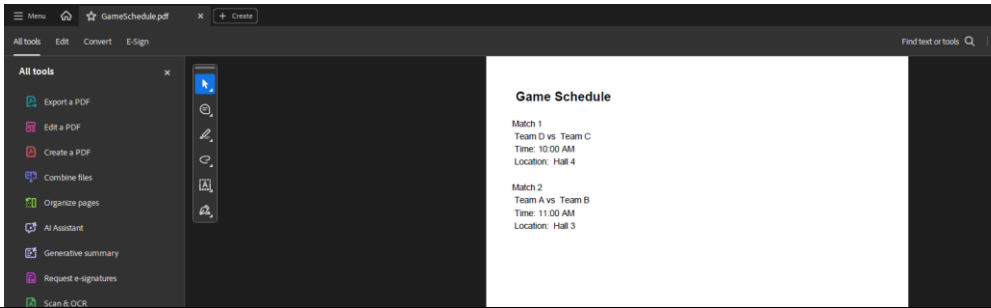 Menu
GameSchedule.pdf
Create
All tools Edit Convert E-Sign
Find text or tools
All tools
Export a PDF
Edit a PDF
Create a PDF
Combine files
Organize pages
AI Assistant
Generative summary
Request e-signatures
Scan & OCR
Game Schedule
Match 1
Team D vs Team C
Time: 10:00 AM
Location: Hall 4
Match 2
Team A vs Team B
Time: 11:00 AM
Location: Hall 3